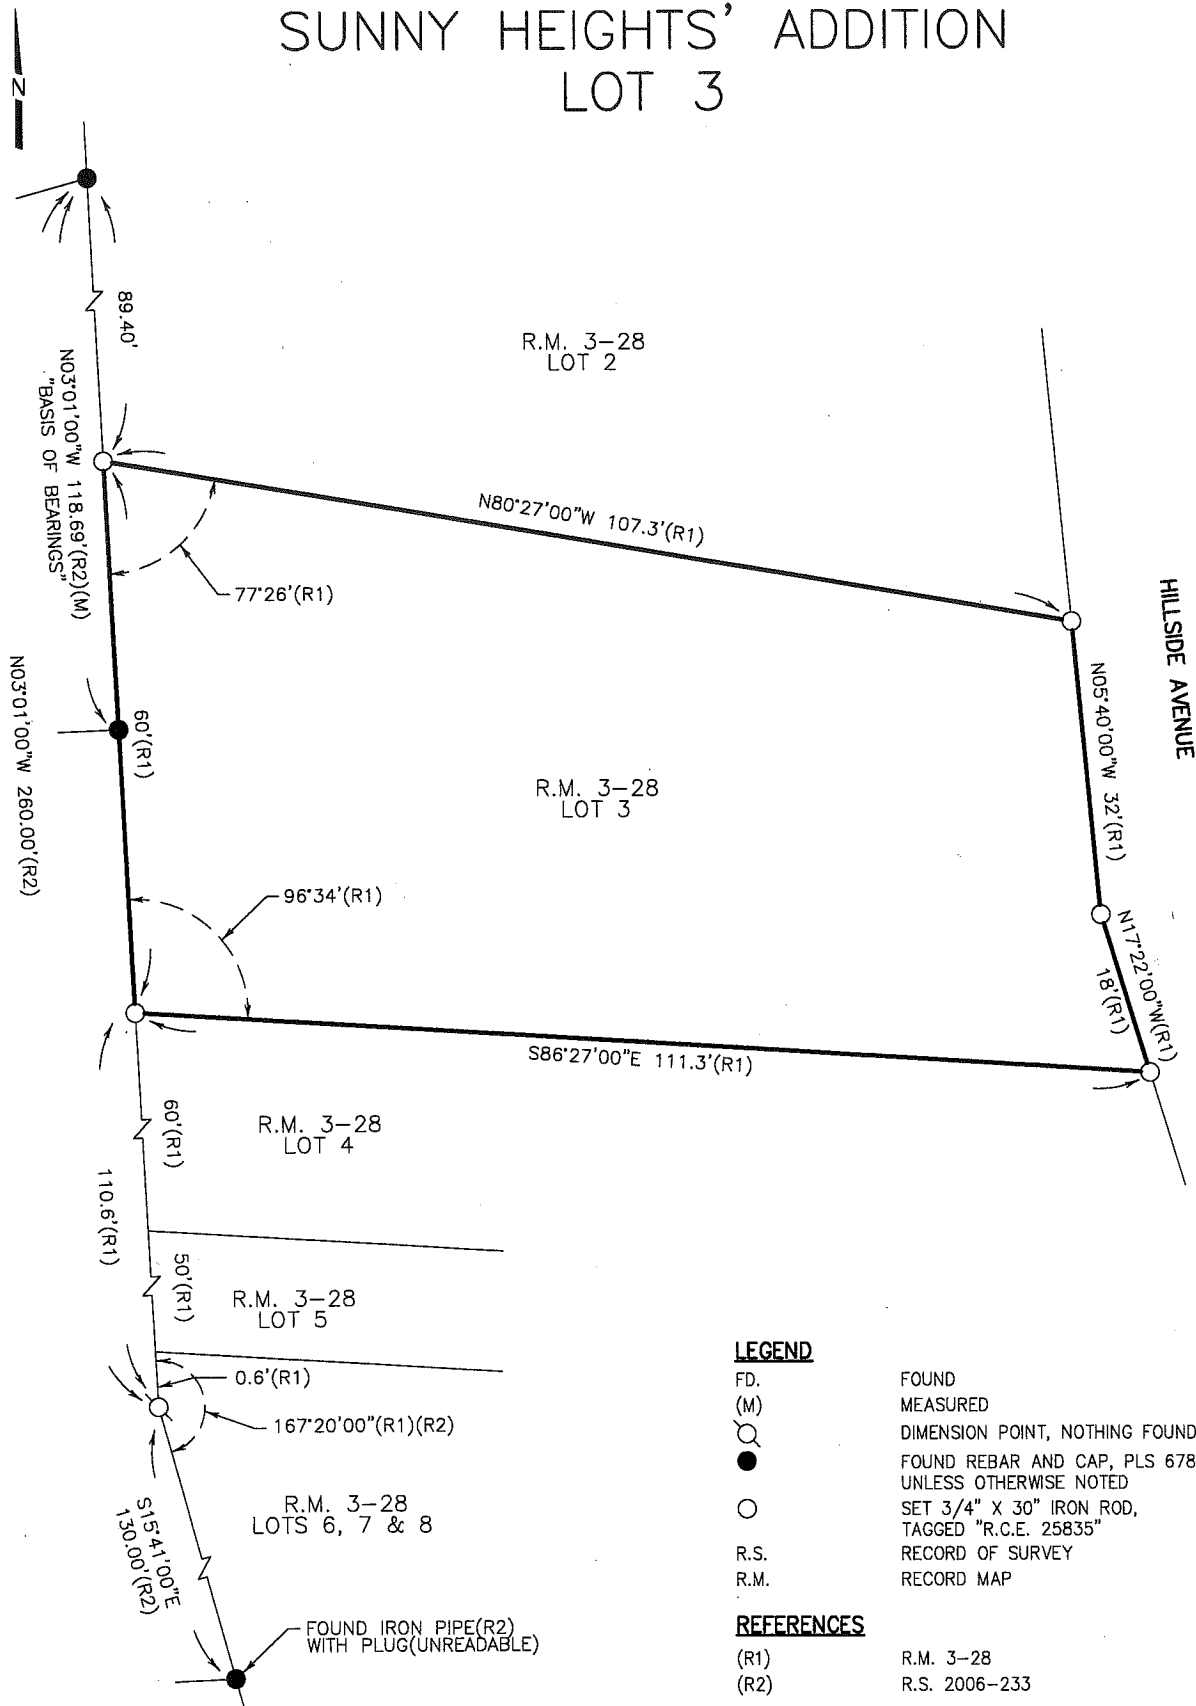 SUNNY HEIGHTS' ADDITION
LOT 3
N
89.40'
N03°01'00"W 118.69'(R2)(M)
"BASIS OF BEARINGS"
R.M. 3-28
LOT 2
N80°27'00"W 107.3'(R1)
77°26'(R1)
HILLSIDE AVENUE
N03°01'00"W 260.00'(R2)
60'(R1)
N05°40'00"W 32'(R1)
R.M. 3-28
LOT 3
96°34'(R1)
N17°22'00"W(R1)
18'(R1)
S86°27'00"E 111.3'(R1)
60'(R1)
R.M. 3-28
LOT 4
110.6'(R1)
50'(R1)
R.M. 3-28
LOT 5
0.6'(R1)
167°20'00"(R1)(R2)
R.M. 3-28
LOTS 6, 7 & 8
S15°41'00"E
130.00'(R2)
FOUND IRON PIPE(R2)
WITH PLUG(UNREADABLE)
LEGEND
FD. FOUND
(M) MEASURED
DIMENSION POINT, NOTHING FOUND
FOUND REBAR AND CAP, PLS 678
UNLESS OTHERWISE NOTED
SET 3/4" X 30" IRON ROD,
TAGGED "R.C.E. 25835"
R.S. RECORD OF SURVEY
R.M. RECORD MAP
REFERENCES
(R1) R.M. 3-28
(R2) R.S. 2006-233